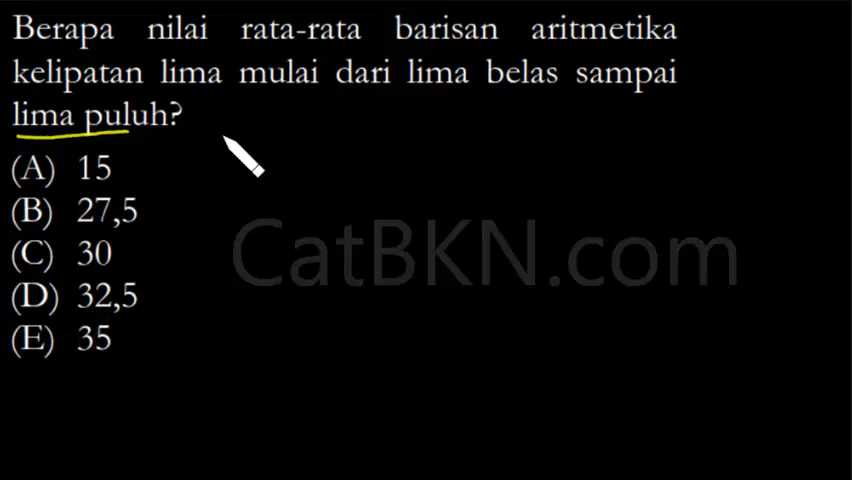 Berapa nilai rata-rata barisan aritmetika
kelipatan lima mulai dari lima belas sampai
lima puluh?
(A) 15
(B) 27,5
(C) 30
(D) 32,5
(E) 35
CatBKN.com